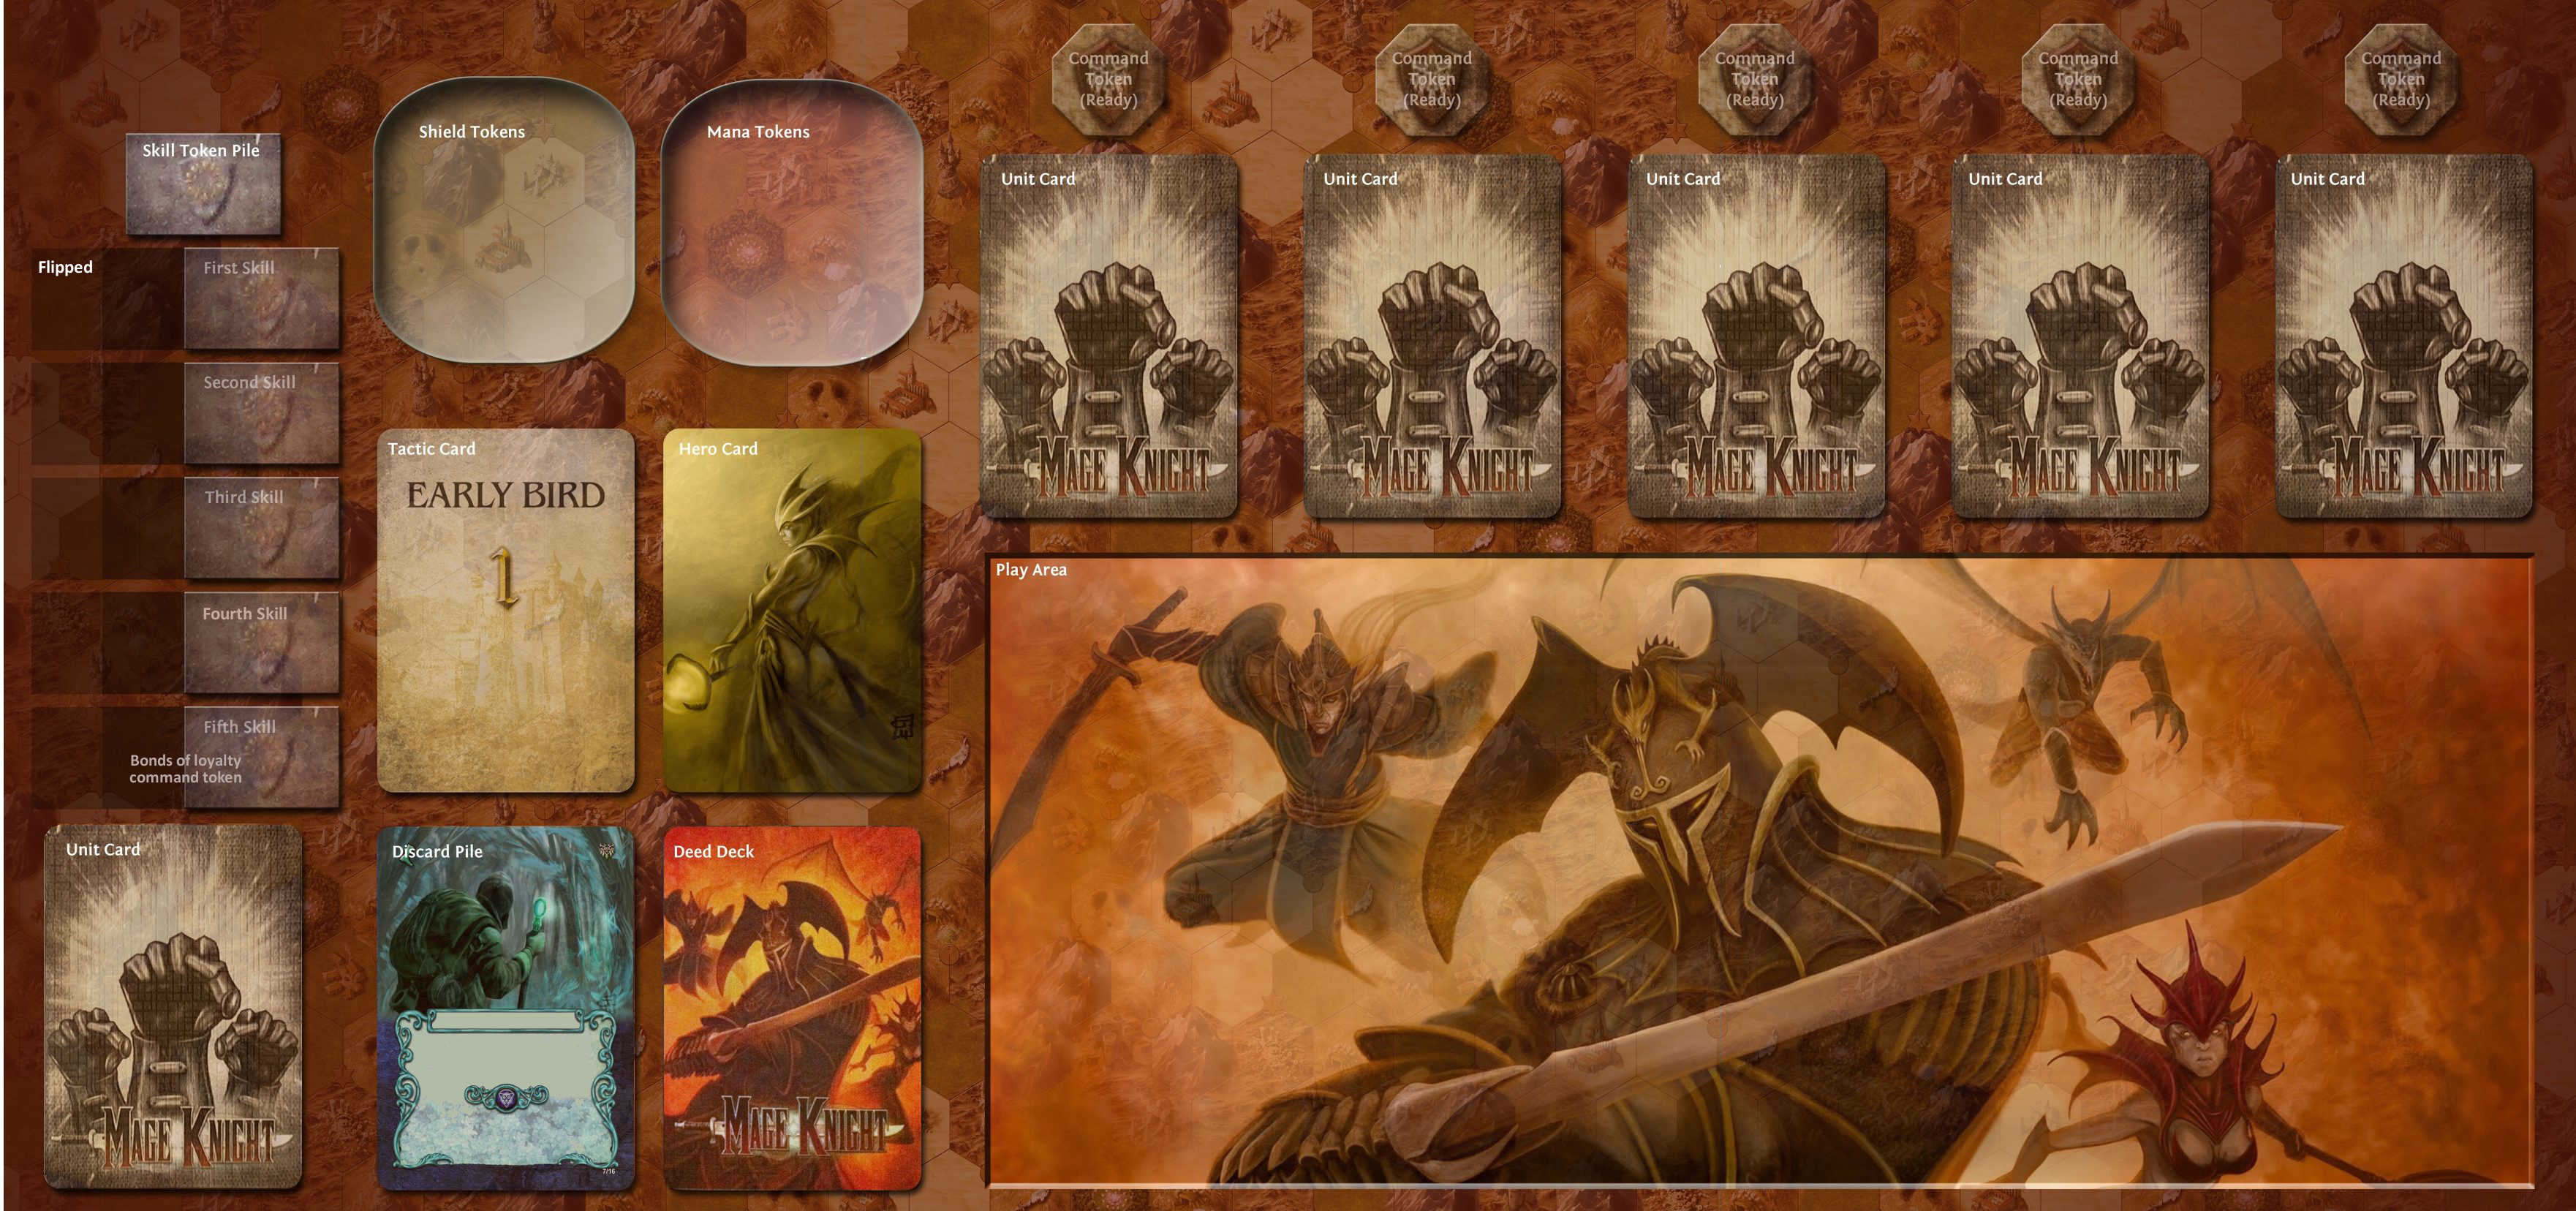 Command
Token
(Ready)
Command
Token
(Ready)
Command
Token
(Ready)
Command
Token
(Ready)
Command
Token
(Ready)
Shield Tokens
Mana Tokens
Skill Token Pile
Unit Card
Unit Card
Unit Card
Unit Card
Unit Card
Flipped
First Skill
Second Skill
Third Skill
Fourth Skill
Fifth Skill
Bonds of loyalty
command token
Tactic Card
EARLY BIRD
1
Hero Card
MAGE KNIGHT
MAGE KNIGHT
MAGE KNIGHT
MAGE KNIGHT
MAGE KNIGHT
Play Area
Unit Card
MAGE KNIGHT
Discard Pile
7/16
Deed Deck
MAGE KNIGHT